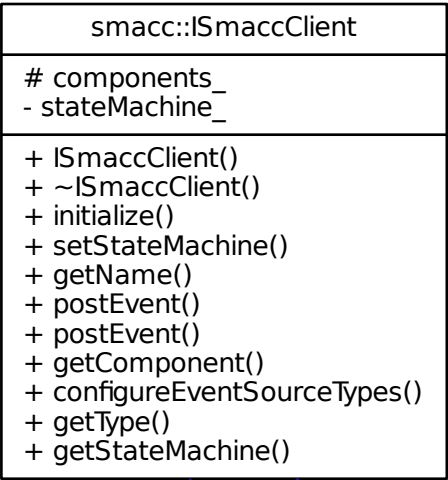 smacc::ISmaccClient
# components_
- stateMachine_
+ ISmaccClient()
+ ~ISmaccClient()
+ initialize()
+ setStateMachine()
+ getName()
+ postEvent()
+ postEvent()
+ getComponent()
+ configureEventSourceTypes()
+ getType()
+ getStateMachine()